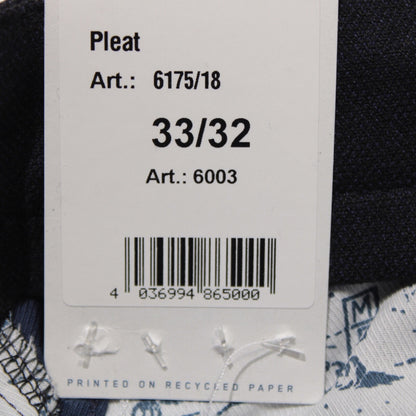 Pleat
Art.: 6175/18
33/32
Art.: 6003
4 036994 865000
PRINTED ON RECYCLED PAPER
M